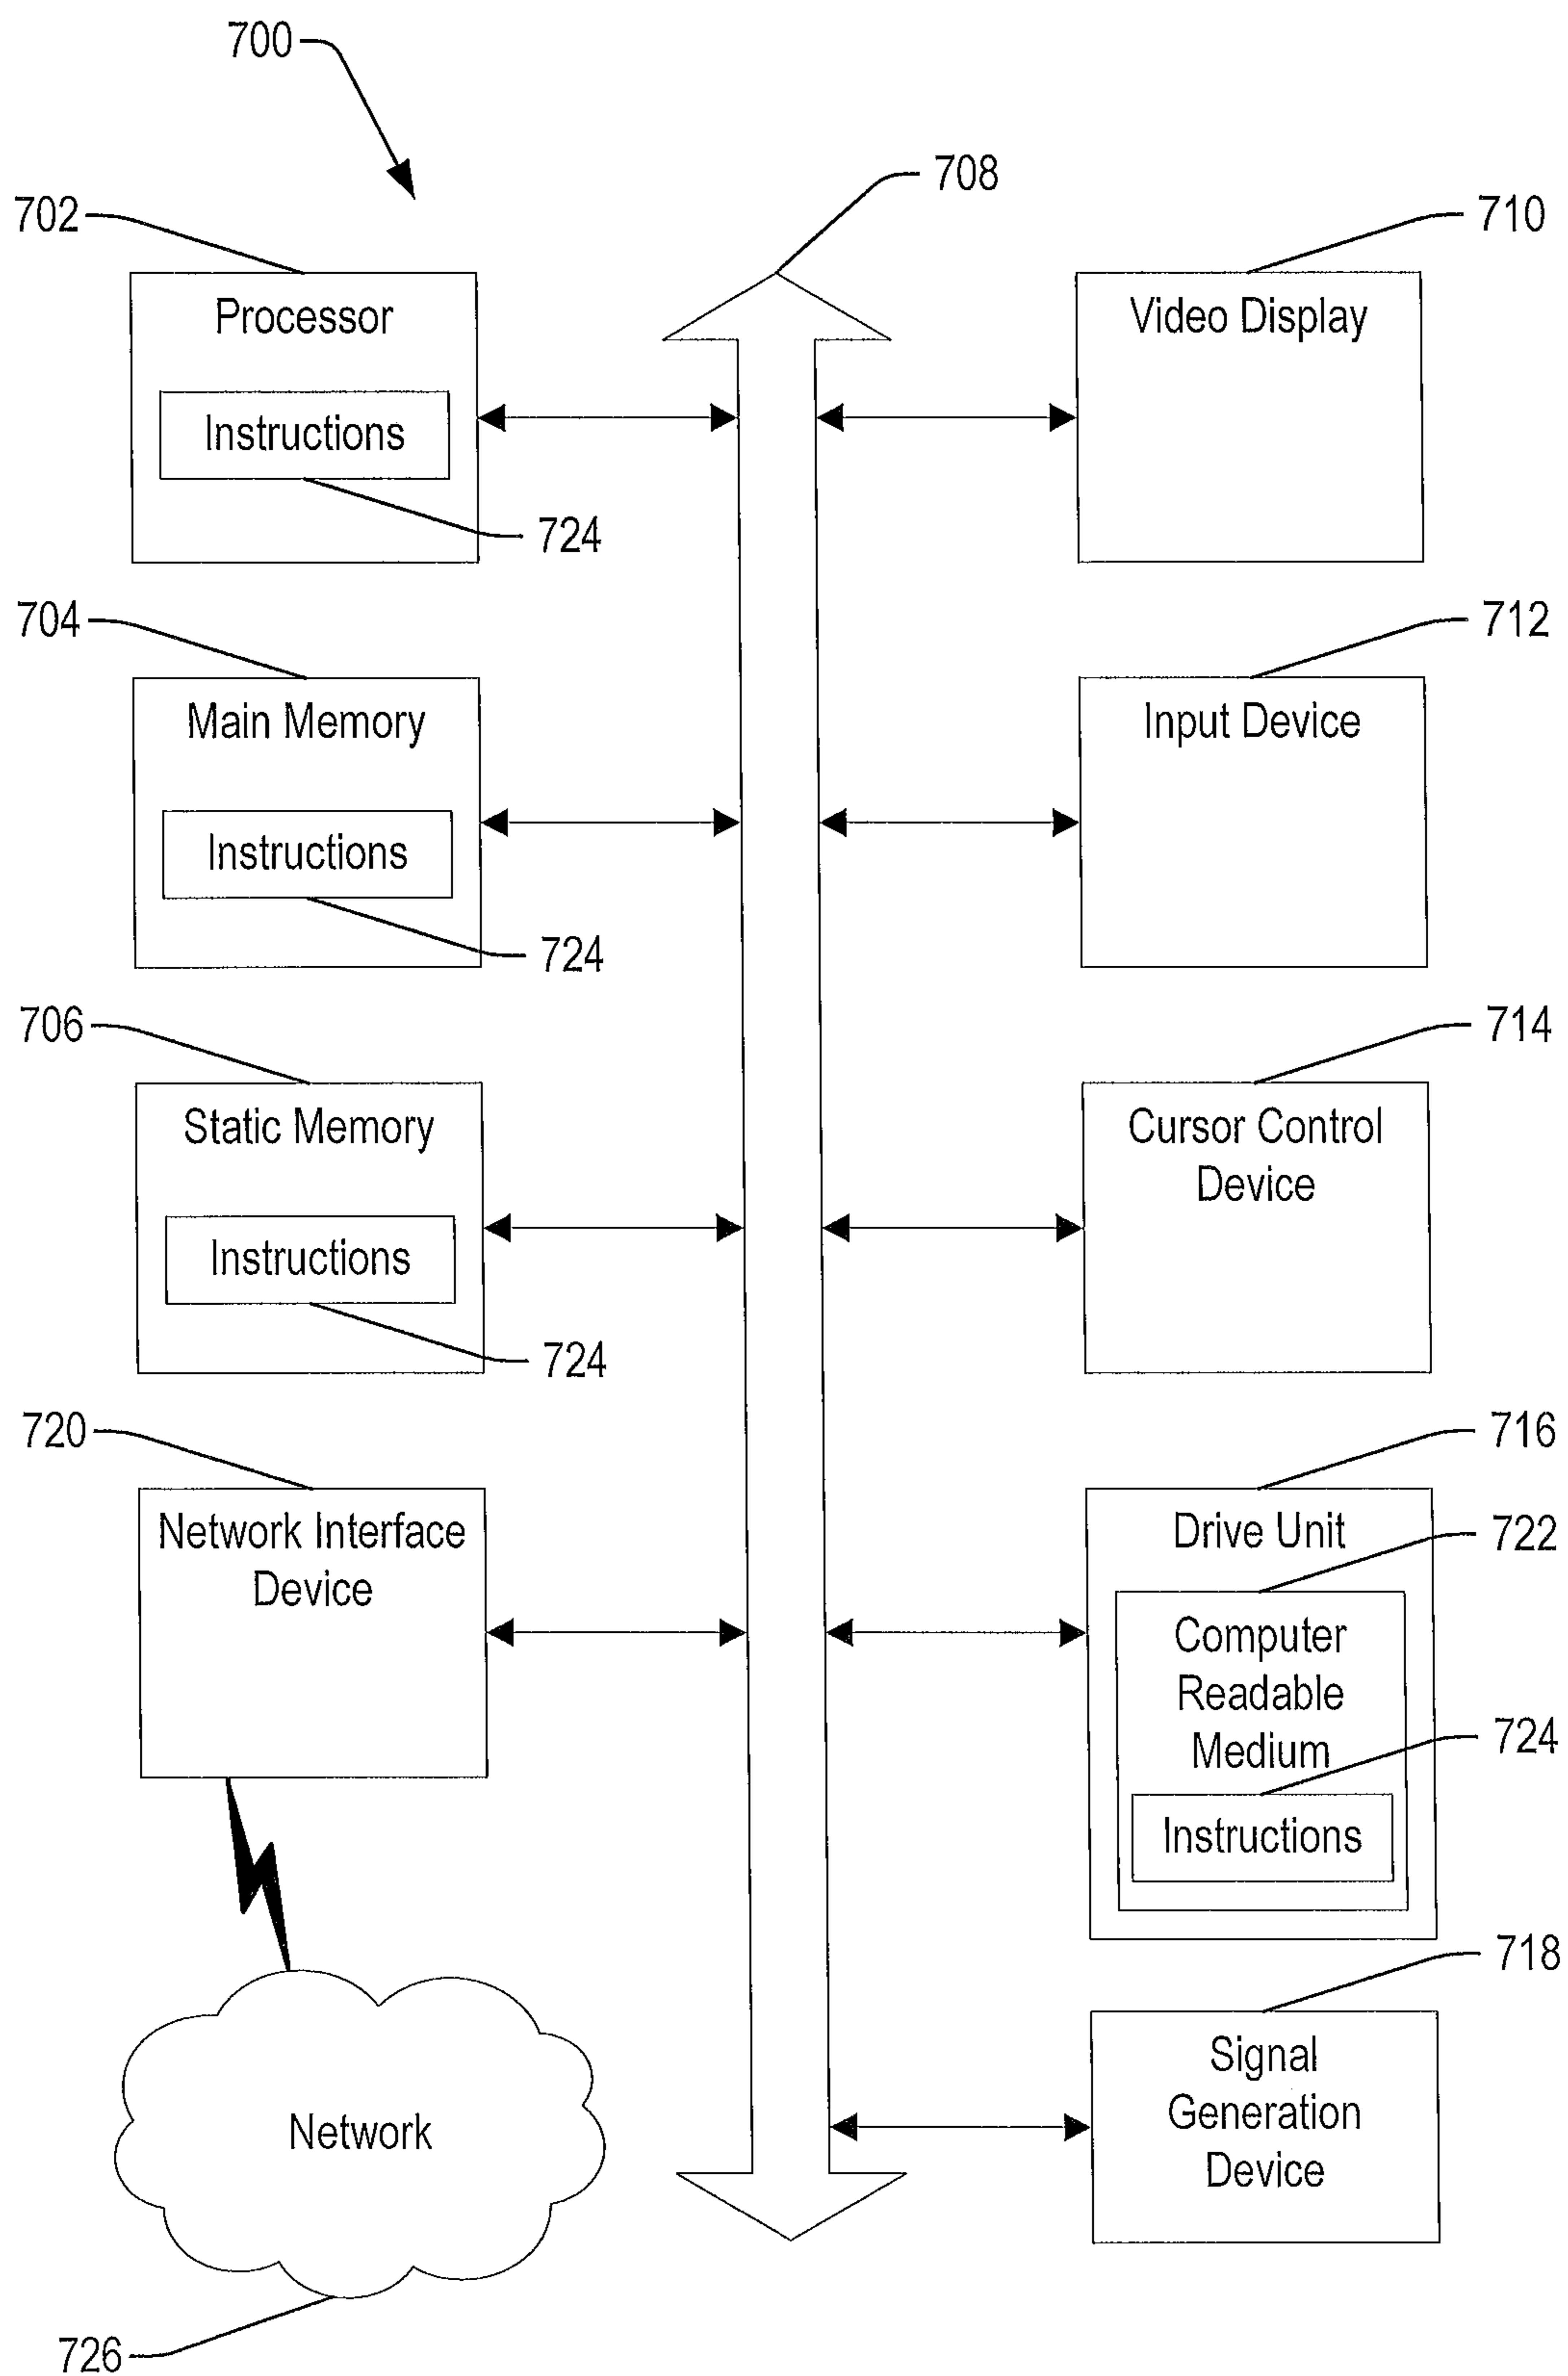 700
708
702
710
Processor
Video Display
Instructions
724
704
712
Main Memory
Input Device
Instructions
724
706
714
Static Memory
Cursor Control
Device
Instructions
724
720
716
Network Interface
Device
Drive Unit
722
Computer
Readable
Medium
724
Instructions
718
Signal
Generation
Device
Network
726